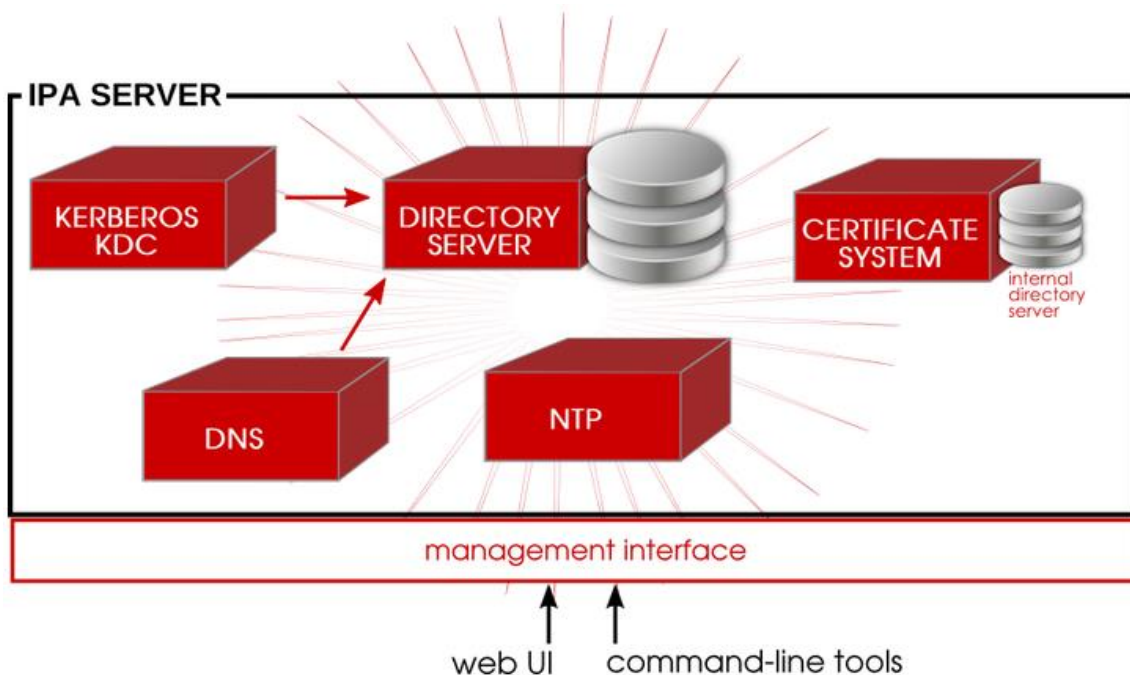 IPA SERVER
KERBEROS
KDC
DIRECTORY
SERVER
CERTIFICATE
SYSTEM
internal
directory
server
DNS
NTP
management interface
web UI
command-line tools